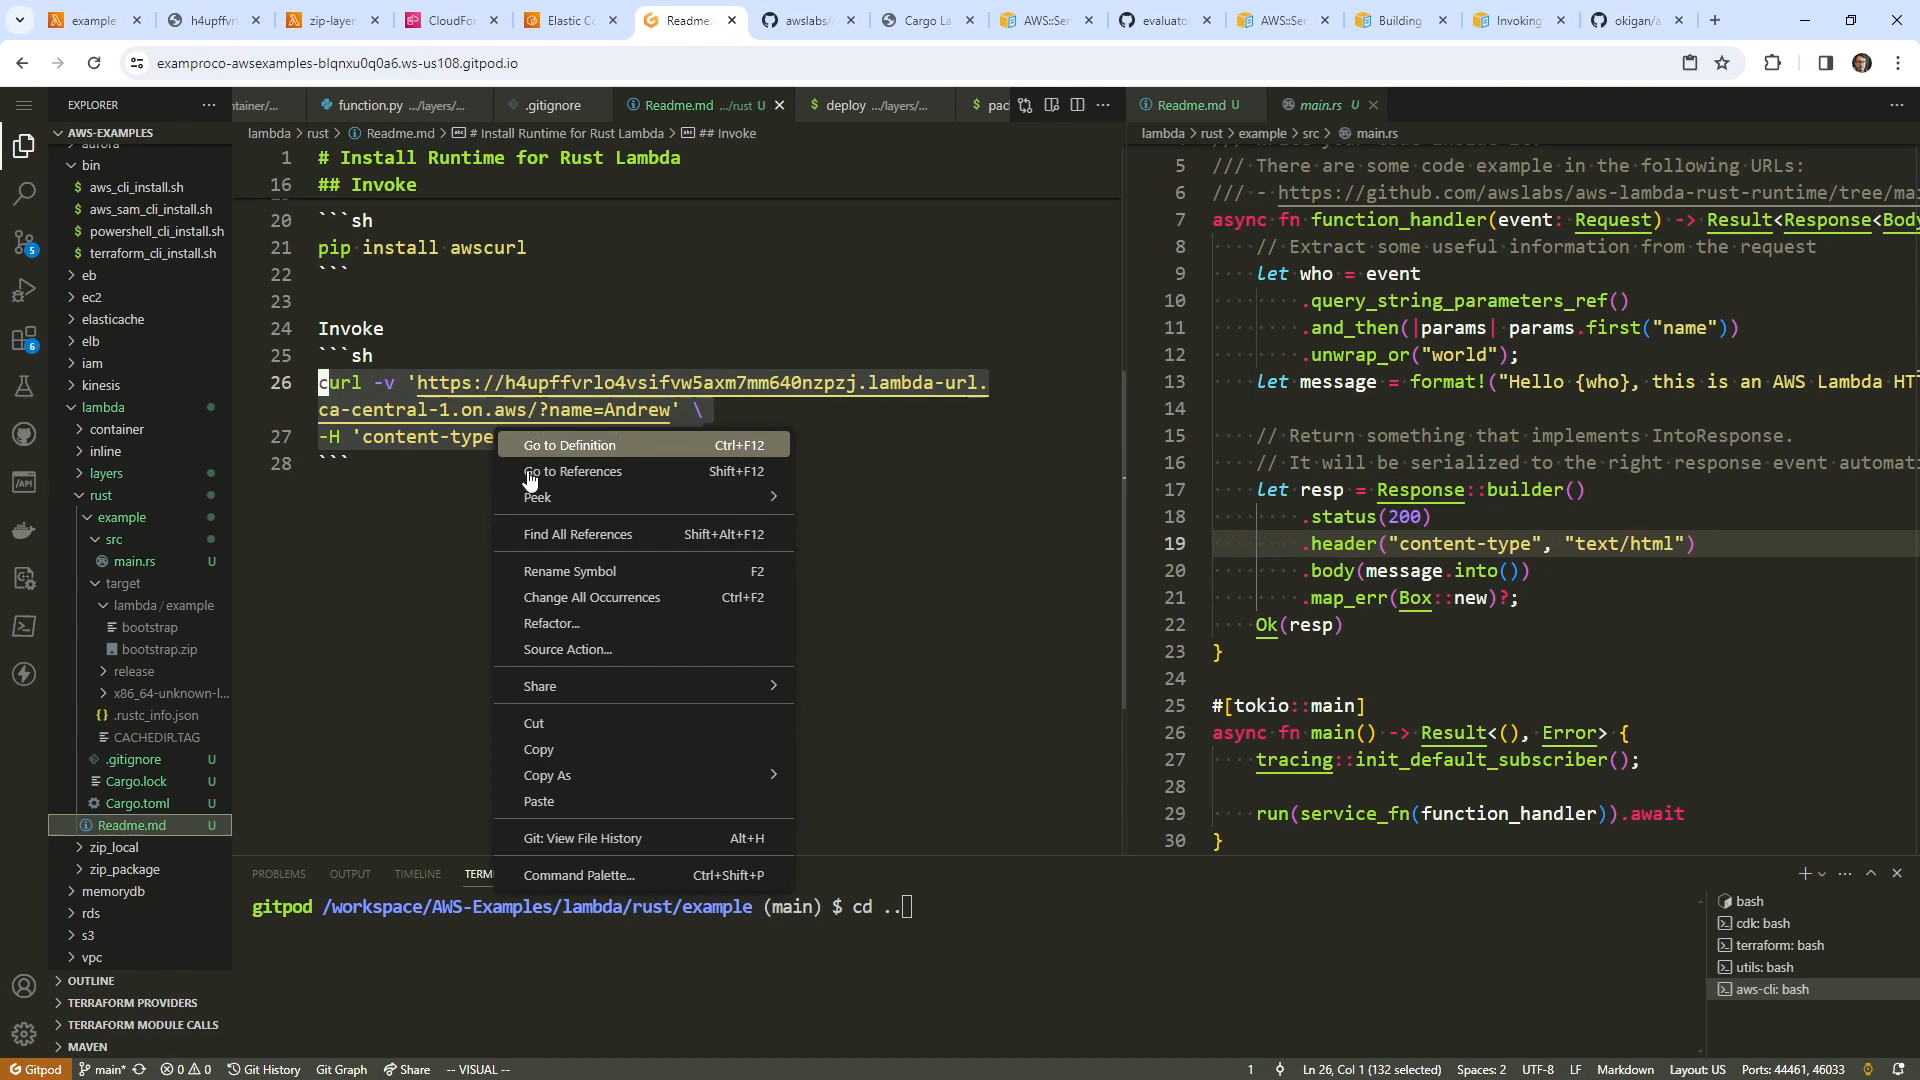 example
h4upffvr
zip-layer
CloudFor
Elastic Co
Readme.
awslabs/
Cargo La
AWS::Ser
evaluato
AWS::Ser
Building
Invoking
okigan/a
examproco-awsexamples-blqnxu0q0a6.ws-us108.gitpod.io
EXPLORER
AWS-EXAMPLES
aurora
bin
$ aws_cli_install.sh
$ aws_sam_cli_install.sh
$ powershell_cli_install.sh
$ terraform_cli_install.sh
eb
ec2
elasticache
elb
iam
kinesis
lambda
container
inline
layers
rust
example
src
main.rs U
target
lambda / example
bootstrap
bootstrap.zip
release
x86_64-unknown-l...
{} .rustc_info.json
CACHEDIR.TAG
.gitignore U
Cargo.lock U
Cargo.toml U
Readme.md U
zip_local
zip_package
memorydb
rds
s3
vpc
OUTLINE
TERRAFORM PROVIDERS
TERRAFORM MODULE CALLS
MAVEN
5
6
API
ntainer/...
function.py .../layers/...
.gitignore
Readme.md .../rust U
$ deploy .../layers/...
$ pac
lambda > rust > Readme.md > # Install Runtime for Rust Lambda > ## Invoke
1 # Install Runtime for Rust Lambda
16 ## Invoke
20 ```sh
21 pip install awscurl
22 ```
23
24 Invoke
25 ```sh
26 curl -v 'https://h4upffvrlo4vsifvw5axm7mm640nzpzj.lambda-url.
ca-central-1.on.aws/?name=Andrew' \
27 -H 'content-type
28 ```
Go to Definition Ctrl+F12
Go to References Shift+F12
Peek
Find All References Shift+Alt+F12
Rename Symbol F2
Change All Occurrences Ctrl+F2
Refactor...
Source Action...
Share
Cut
Copy
Copy As
Paste
Git: View File History Alt+H
Command Palette... Ctrl+Shift+P
Readme.md U
main.rs U
lambda > rust > example > src > main.rs
5 /// There are some code example in the following URLs:
6 /// - https://github.com/awslabs/aws-lambda-rust-runtime/tree/mai
7 async fn function_handler(event: Request) -> Result<Response<Body
8 // Extract some useful information from the request
9 let who = event
10 .query_string_parameters_ref()
11 .and_then(|params| params.first("name"))
12 .unwrap_or("world");
13 let message = format!("Hello {who}, this is an AWS Lambda HT
14
15 // Return something that implements IntoResponse.
16 // It will be serialized to the right response event automati
17 let resp = Response::builder()
18 .status(200)
19 .header("content-type", "text/html")
20 .body(message.into())
21 .map_err(Box::new)?;
22 Ok(resp)
23 }
24
25 #[tokio::main]
26 async fn main() -> Result<(), Error> {
27 tracing::init_default_subscriber();
28
29 run(service_fn(function_handler)).await
30 }
PROBLEMS OUTPUT TIMELINE TERM
gitpod /workspace/AWS-Examples/lambda/rust/example (main) $ cd ..
bash
cdk: bash
terraform: bash
utils: bash
aws-cli: bash
Gitpod main* 0 0 Git History Git Graph Share -- VISUAL -- 1 Ln 26, Col 1 (132 selected) Spaces: 2 UTF-8 LF Markdown Layout: US Ports: 44461, 46033